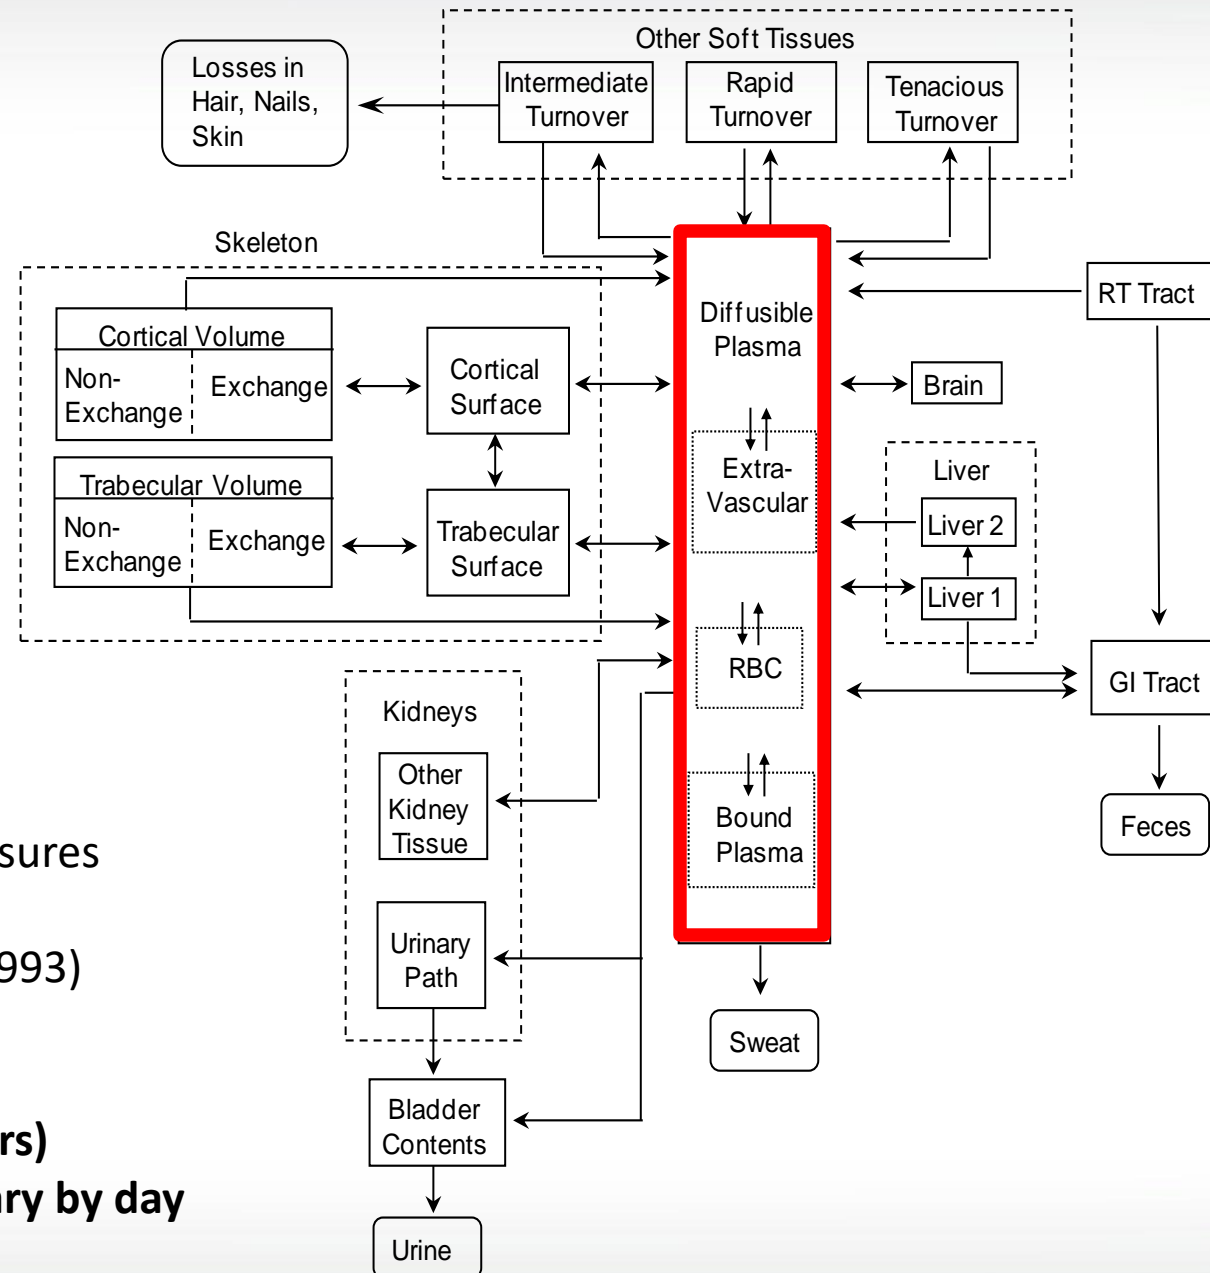 Other Soft Tissues
Losses in
Hair, Nails,
Skin
Intermediate
Turnover
Rapid
Turnover
Tenacious
Turnover
Skeleton
Cortical Volume
Non-
Exchange
Exchange
Cortical
Surface
Trabecular Volume
Non-
Exchange
Exchange
Trabecular
Surface
Diffusible
Plasma
Extra-
Vascular
RBC
Bound
Plasma
RT Tract
Brain
Liver
Liver 2
Liver 1
GI Tract
Feces
Kidneys
Other
Kidney
Tissue
Urinary
Path
Sweat
Bladder
Contents
Urine
sures
993)
rs)
ary by day